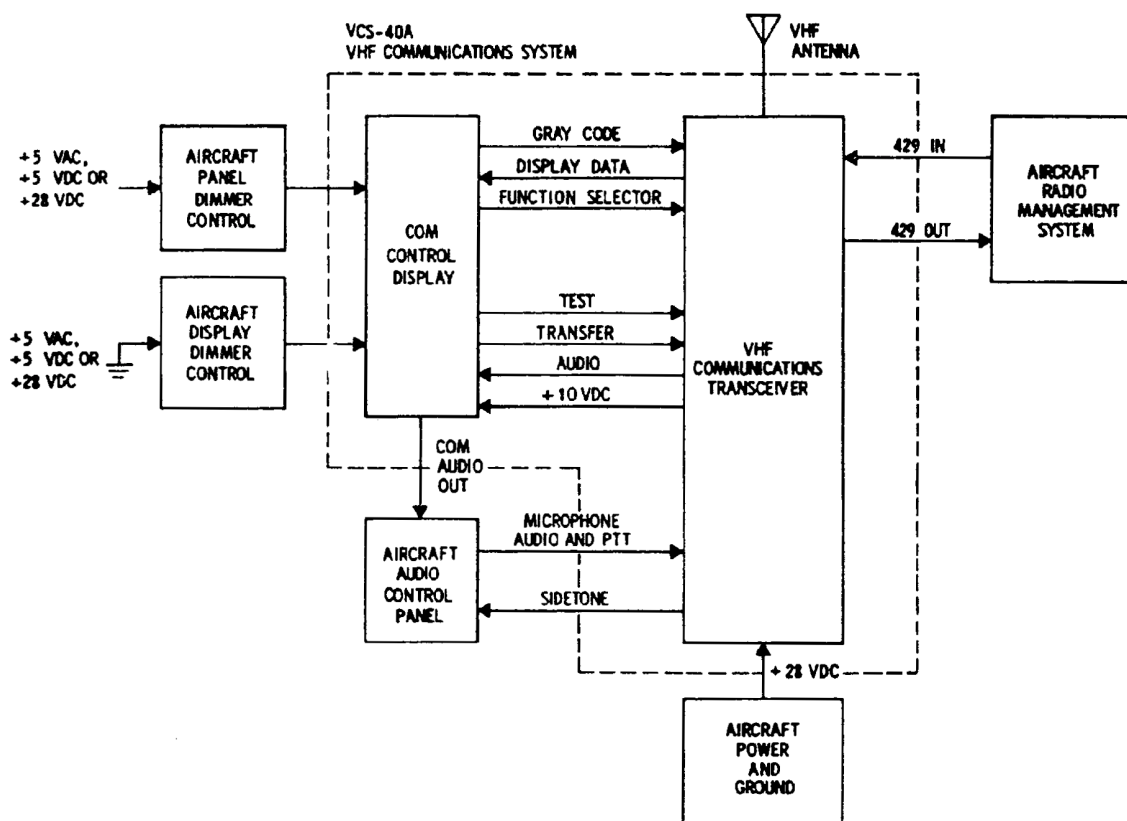 VCS-40A
VHF COMMUNICATIONS SYSTEM
VHF
ANTENNA
+5 VAC,
+5 VDC OR
+28 VDC
AIRCRAFT
PANEL
DIMMER
CONTROL
+5 VAC,
+5 VDC OR
+28 VDC
AIRCRAFT
DISPLAY
DIMMER
CONTROL
COM
CONTROL
DISPLAY
GRAY CODE
DISPLAY DATA
FUNCTION SELECTOR
TEST
TRANSFER
AUDIO
+10 VDC
VHF
COMMUNICATIONS
TRANSCEIVER
429 IN
429 OUT
AIRCRAFT
RADIO
MANAGEMENT
SYSTEM
COM
AUDIO
OUT
AIRCRAFT
AUDIO
CONTROL
PANEL
MICROPHONE
AUDIO AND PTT
SIDETONE
+28 VDC
AIRCRAFT
POWER
AND
GROUND